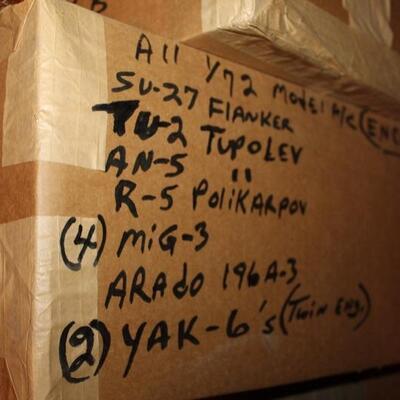 All 1/72 Model A/C (ENC
SU-27 FlANKER
TU-2 TUPOLEV
AN-5 "
R-5 PoliKARPOV
(4) MiG-3
ARAdo 196A-3
(2) YAK-6's (Twin Eng.)